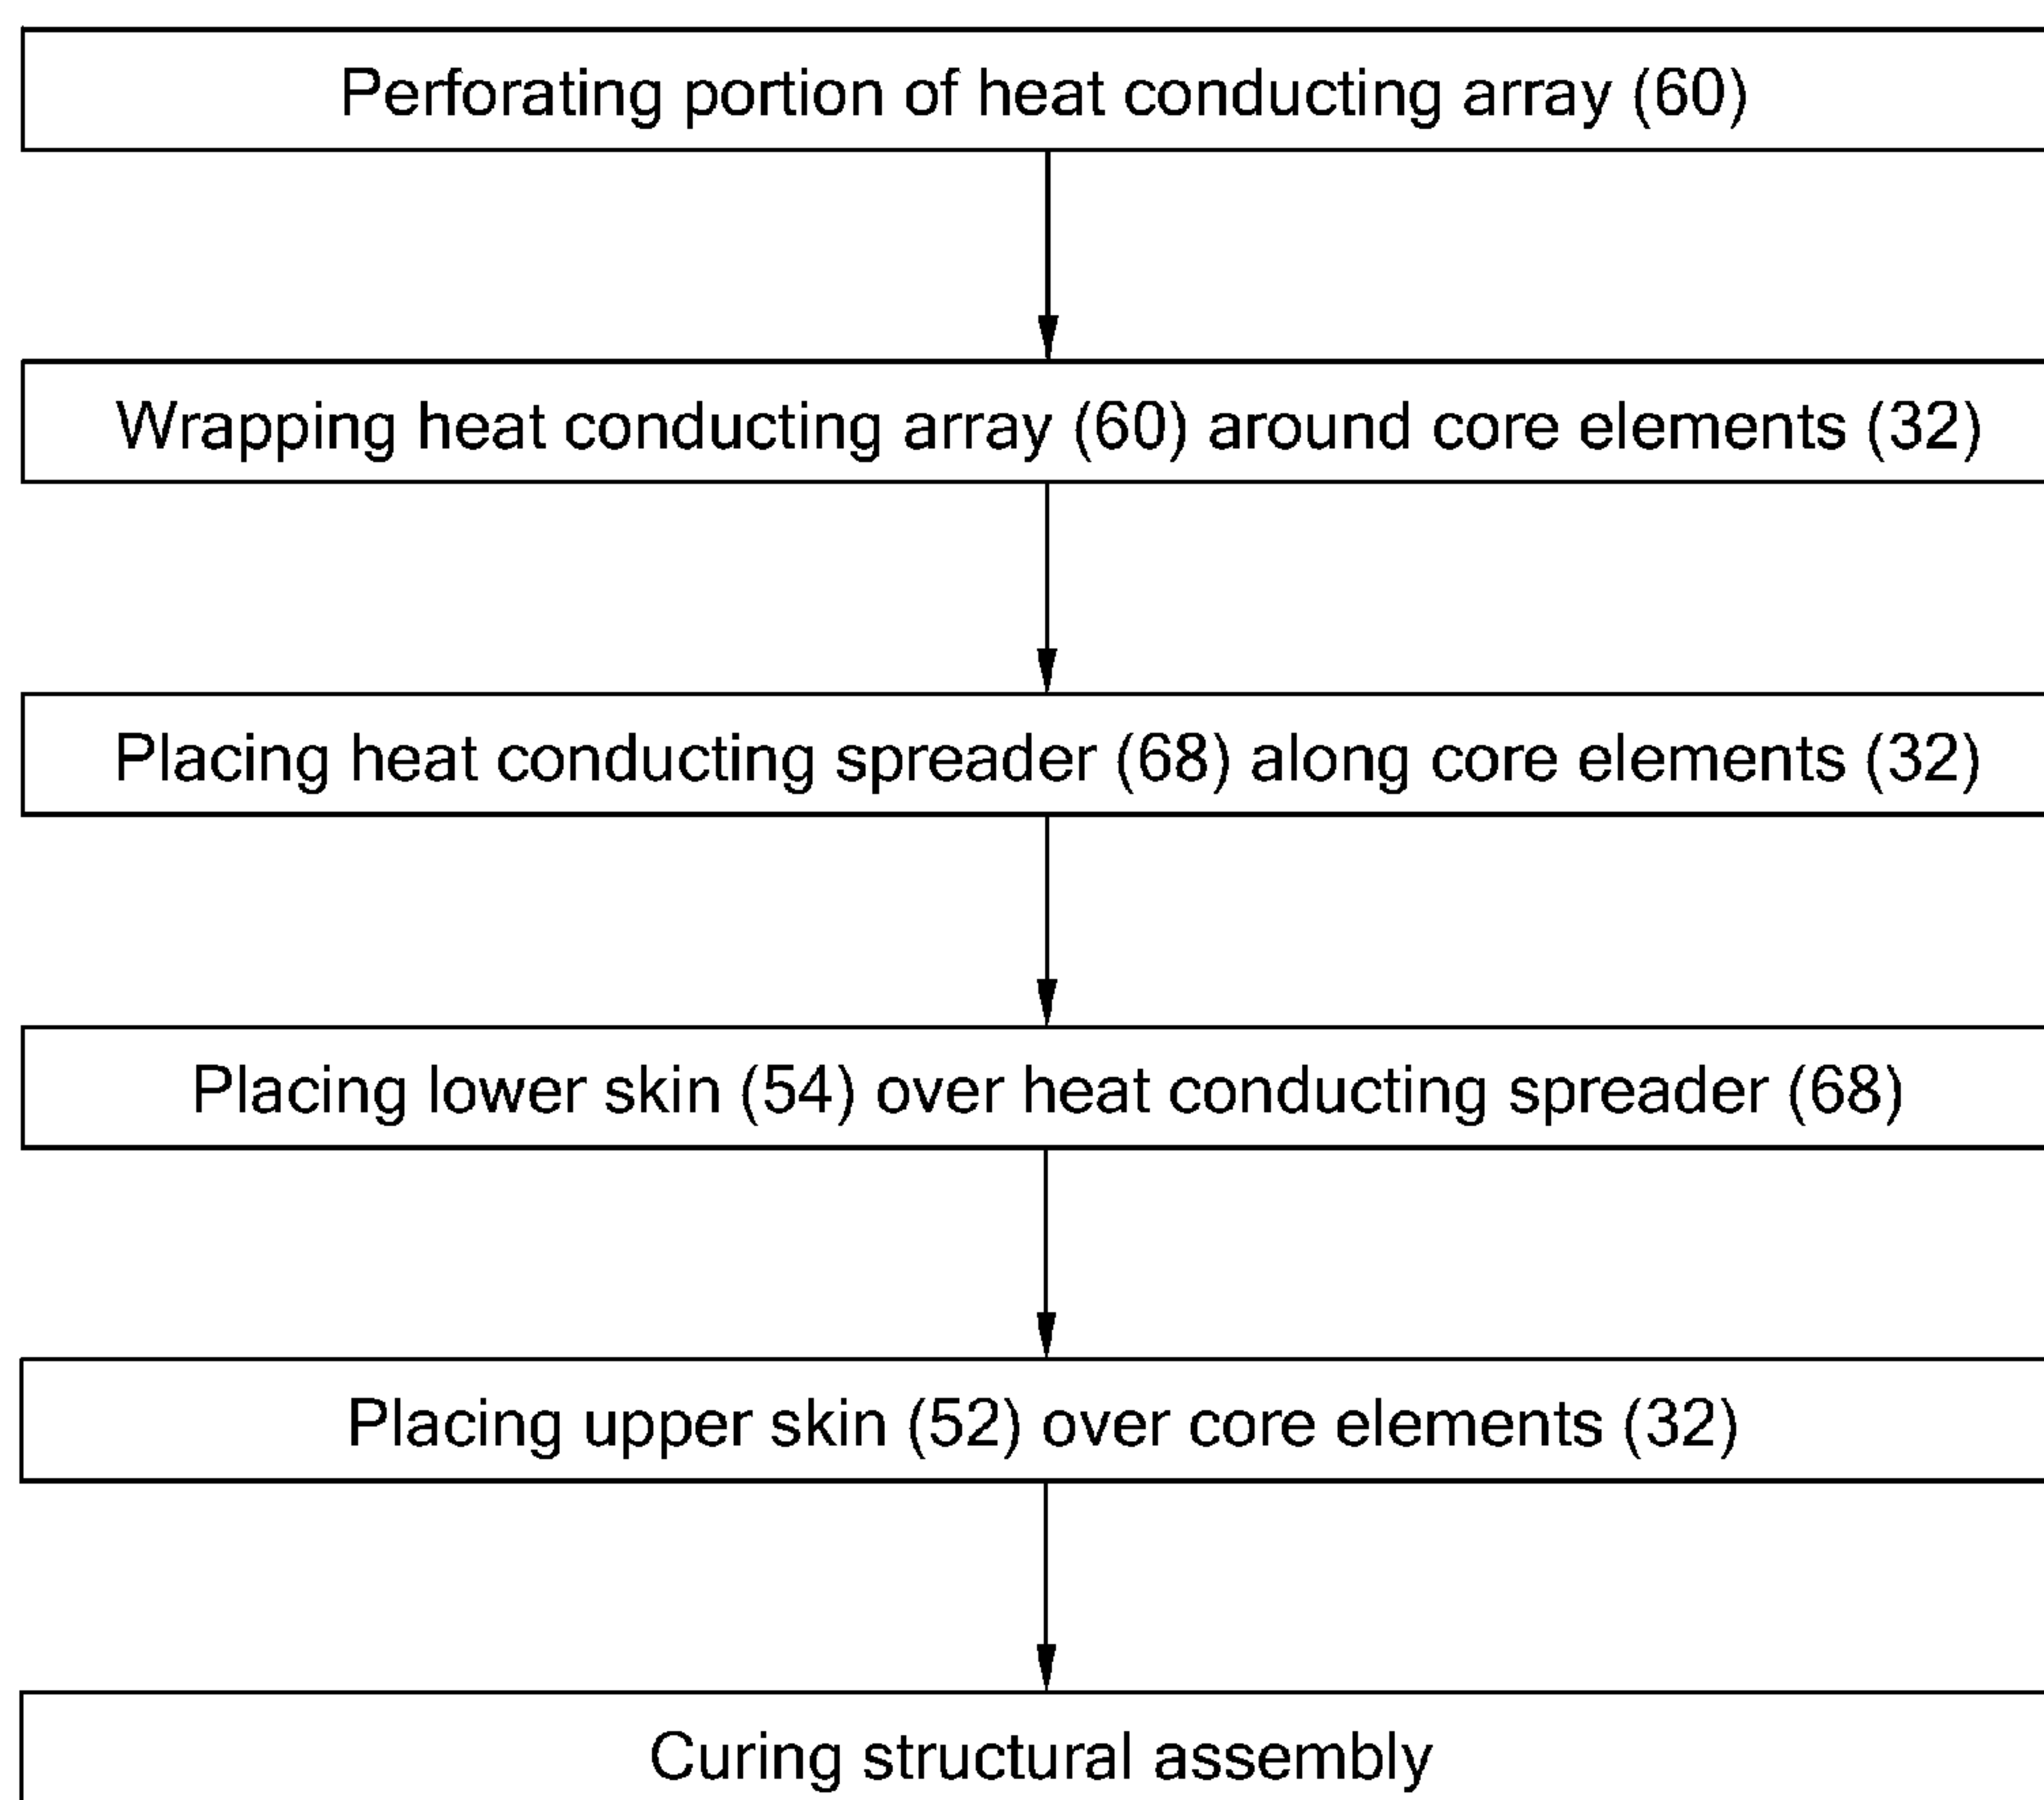 Perforating portion of heat conducting array (60)
Wrapping heat conducting array (60) around core elements (32)
Placing heat conducting spreader (68) along core elements (32)
Placing lower skin (54) over heat conducting spreader (68)
Placing upper skin (52) over core elements (32)
Curing structural assembly